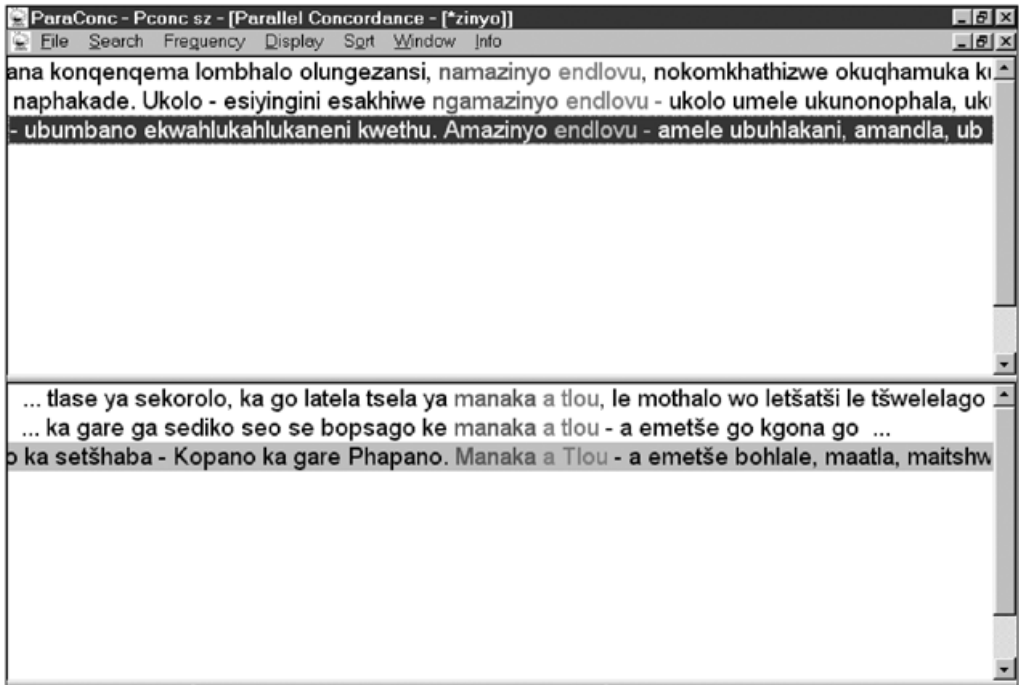 ParaConc - Pconc sz - [Parallel Concordance - [*zinyo]]
File Search Frequency Display Sort Window Info
ana konqenqema lombhalo olungezansi, namazinyo endlovu, nokomkhathizwe okuqhamuka
naphakade. Ukolo - esiyingini esakhiwe ngamazinyo endlovu - ukolo umele ukunonophala,
- ubumbano ekwahlukahlukaneni kwethu. Amazinyo endlovu - amele ubuhlakani, amandla, ub
... tlase ya sekorolo, ka go latela tsela ya manaka a tlou, le mothalo wo letšatši le tšwelelago
... ka gare ga sediko seo se bopsago ke manaka a tlou - a emetše go kgona go ...
o ka setšhaba - Kopano ka gare Phapano. Manaka a Tlou - a emetše bohlale, maatla, maitshw